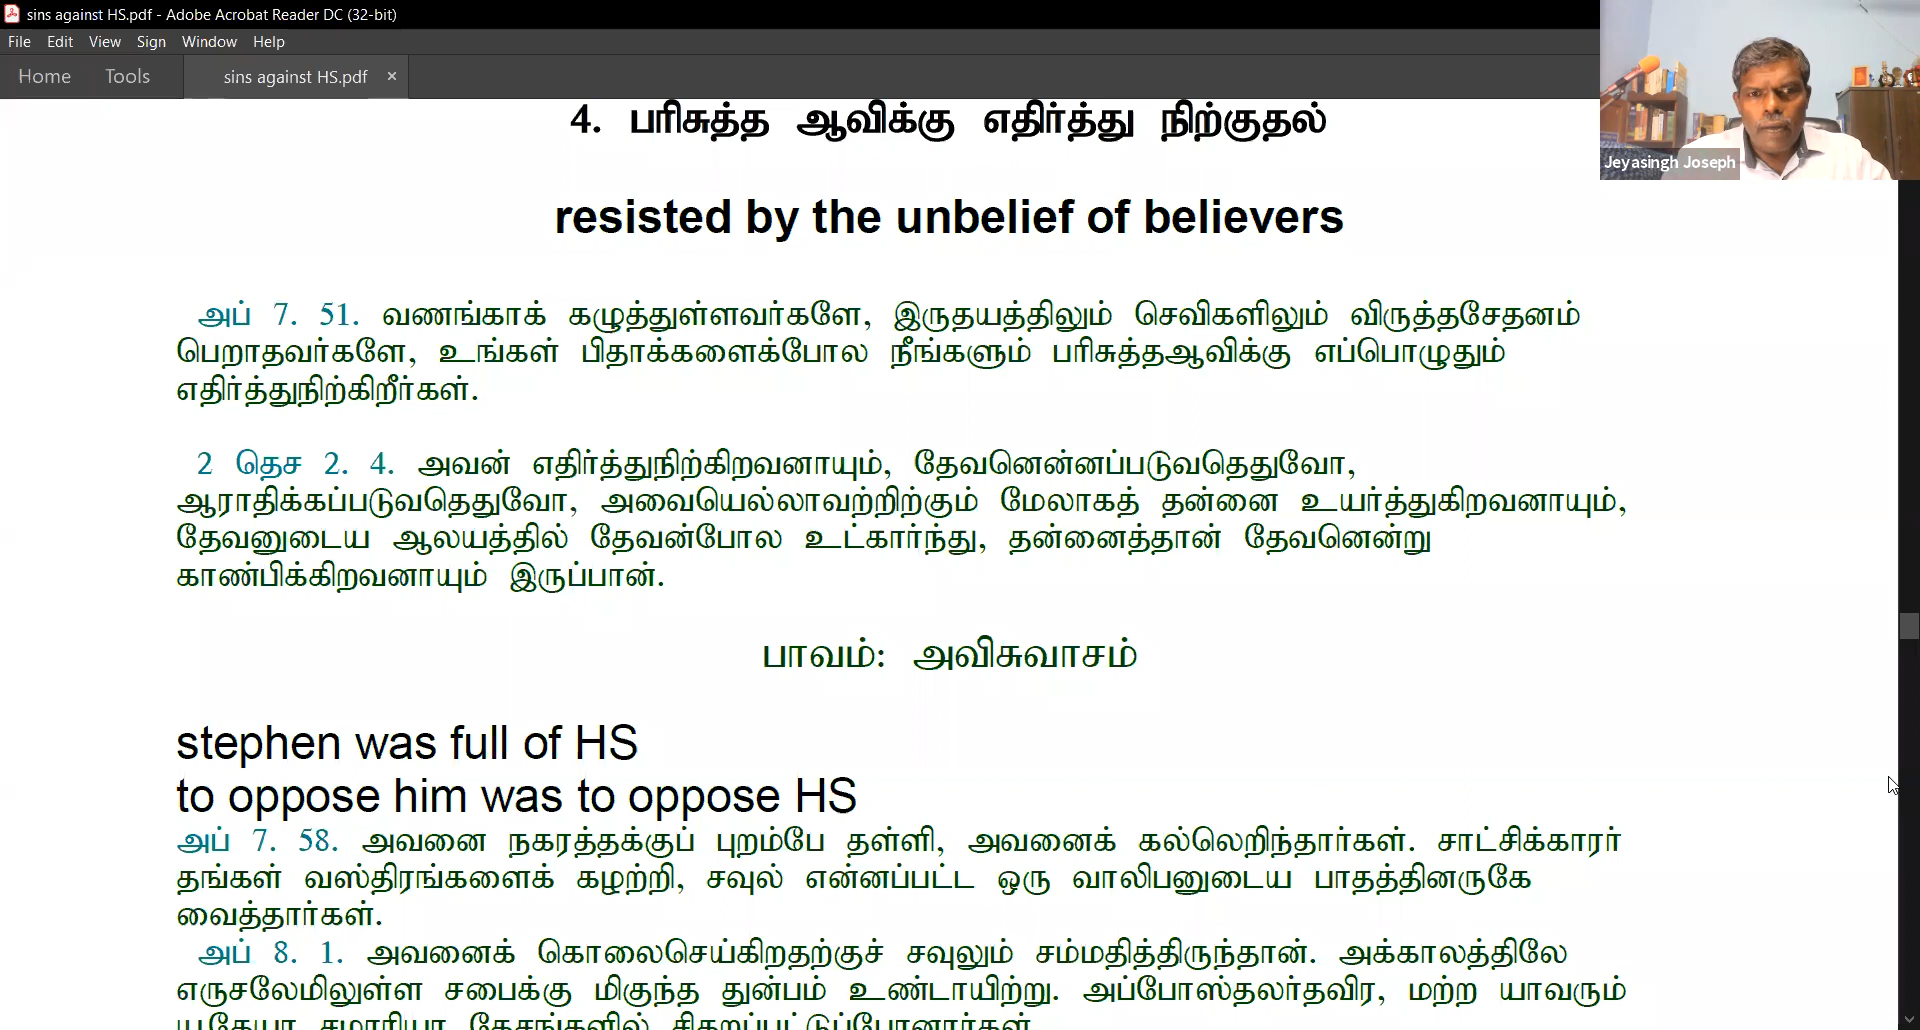 sins against HS.pdf - Adobe Acrobat Reader DC (32-bit)
File Edit View Sign Window Help
Home Tools sins against HS.pdf ×
Jeyasingh Joseph
4. பரிசுத்த ஆவிக்கு எதிர்த்து நிற்குதல்
resisted by the unbelief of believers
அப் 7. 51. வணங்காக் கழுத்துள்ளவர்களே, இருதயத்திலும் செவிகளிலும் விருத்தசேதனம்
பெறாதவர்களே, உங்கள் பிதாக்களைக்போல நீங்களும் பரிசுத்தஆவிக்கு எப்பொழுதும்
எதிர்த்துநிற்கிறீர்கள்.
2 தெச 2. 4. அவன் எதிர்த்துநிற்கிறவனாயும், தேவனென்னப்படுவதெதுவோ,
ஆராதிக்கப்படுவதெதுவோ, அவையெல்லாவற்றிற்கும் மேலாகத் தன்னை உயர்த்துகிறவனாயும்,
தேவனுடைய ஆலயத்தில் தேவன்போல உட்கார்ந்து, தன்னைத்தான் தேவனென்று
காண்பிக்கிறவனாயும் இருப்பான்.
பாவம்: அவிசுவாசம்
stephen was full of HS
to oppose him was to oppose HS
அப் 7. 58. அவனை நகரத்தக்குப் புறம்பே தள்ளி, அவனைக் கல்லெறிந்தார்கள். சாட்சிக்காரர்
தங்கள் வஸ்திரங்களைக் கழற்றி, சவுல் என்னப்பட்ட ஒரு வாலிபனுடைய பாதத்தினருகே
வைத்தார்கள்.
அப் 8. 1. அவனைக் கொலைசெய்கிறதற்குச் சவுலும் சம்மதித்திருந்தான். அக்காலத்திலே
எருசலேமிலுள்ள சபைக்கு மிகுந்த துன்பம் உண்டாயிற்று. அப்போஸ்தலர்தவிர, மற்ற யாவரும்
யூதேயா சமாரியா தேசங்களில் சிதறப்பட்டுப்போனார்கள்